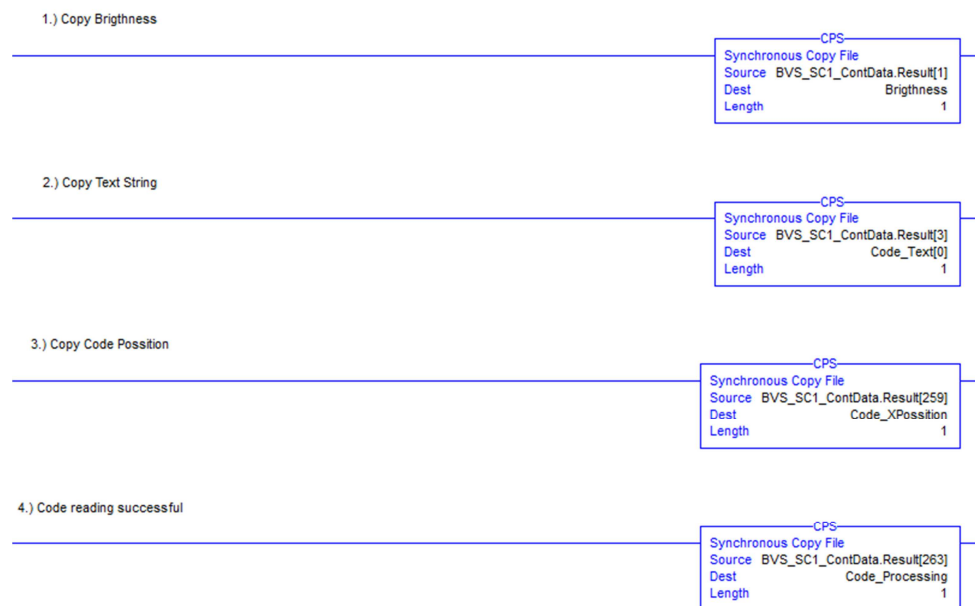 1.) Copy Brigthness
CPS
Synchronous Copy File
Source BVS_SC1_ContData.Result[1]
Dest Brigthness
Length 1
2.) Copy Text String
CPS
Synchronous Copy File
Source BVS_SC1_ContData.Result[3]
Dest Code_Text[0]
Length 1
3.) Copy Code Possition
CPS
Synchronous Copy File
Source BVS_SC1_ContData.Result[259]
Dest Code_XPossition
Length 1
4.) Code reading successful
CPS
Synchronous Copy File
Source BVS_SC1_ContData.Result[263]
Dest Code_Processing
Length 1